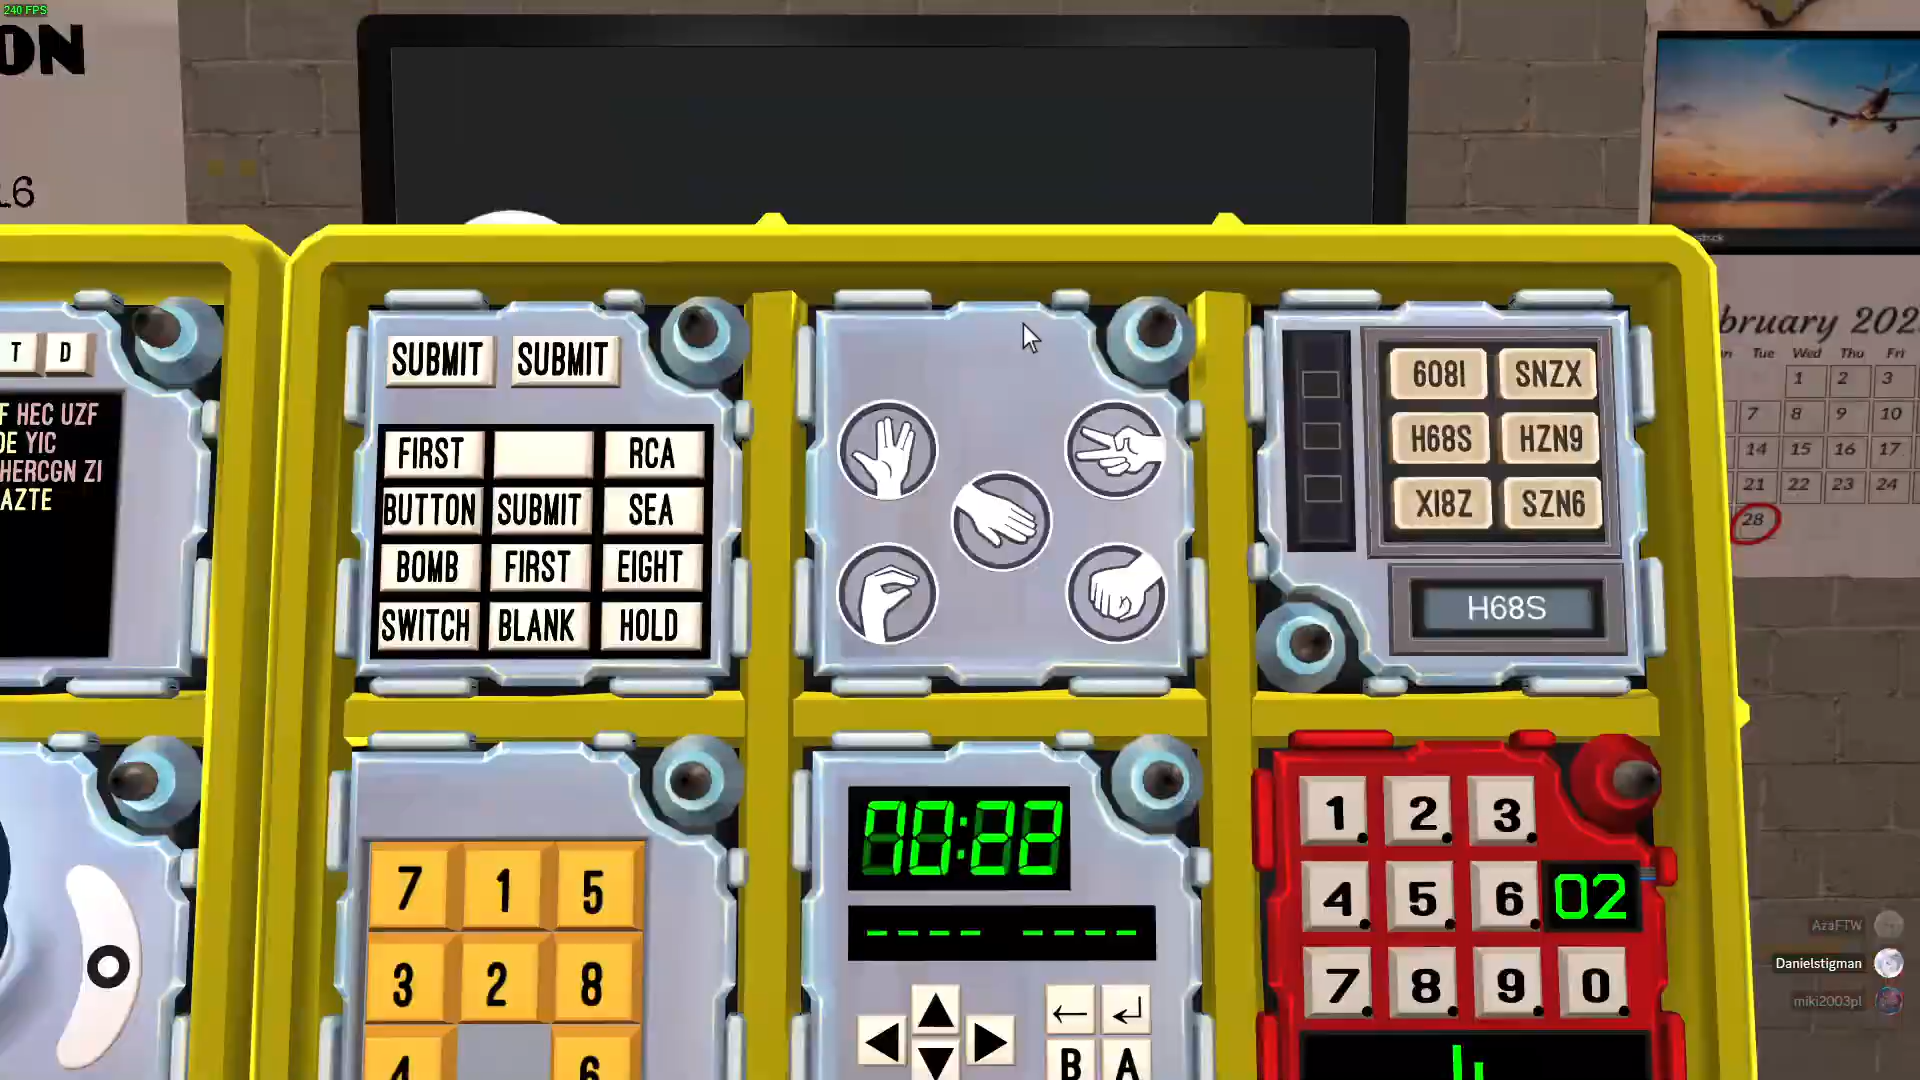 240 FPS
ON
16
bruary 202
Tue Wed Thu Fri
1 2 3
7 8 9 10
14 15 16 17
21 22 23 24
28
T D
F HEC UZF
DE YIC
HERCGN ZI
AZTE
SUBMIT SUBMIT
FIRST RCA
BUTTON SUBMIT SEA
BOMB FIRST EIGHT
SWITCH BLANK HOLD
608I SNZX
H68S HZN9
XI8Z SZN6
H68S
7 1 5
3 2 8
4 6
22
---- ----
B A
1. 2. 3.
4. 5. 6. 02
7. 8. 9. 0.
AzaFTW
Danielstigman
miki2003pl